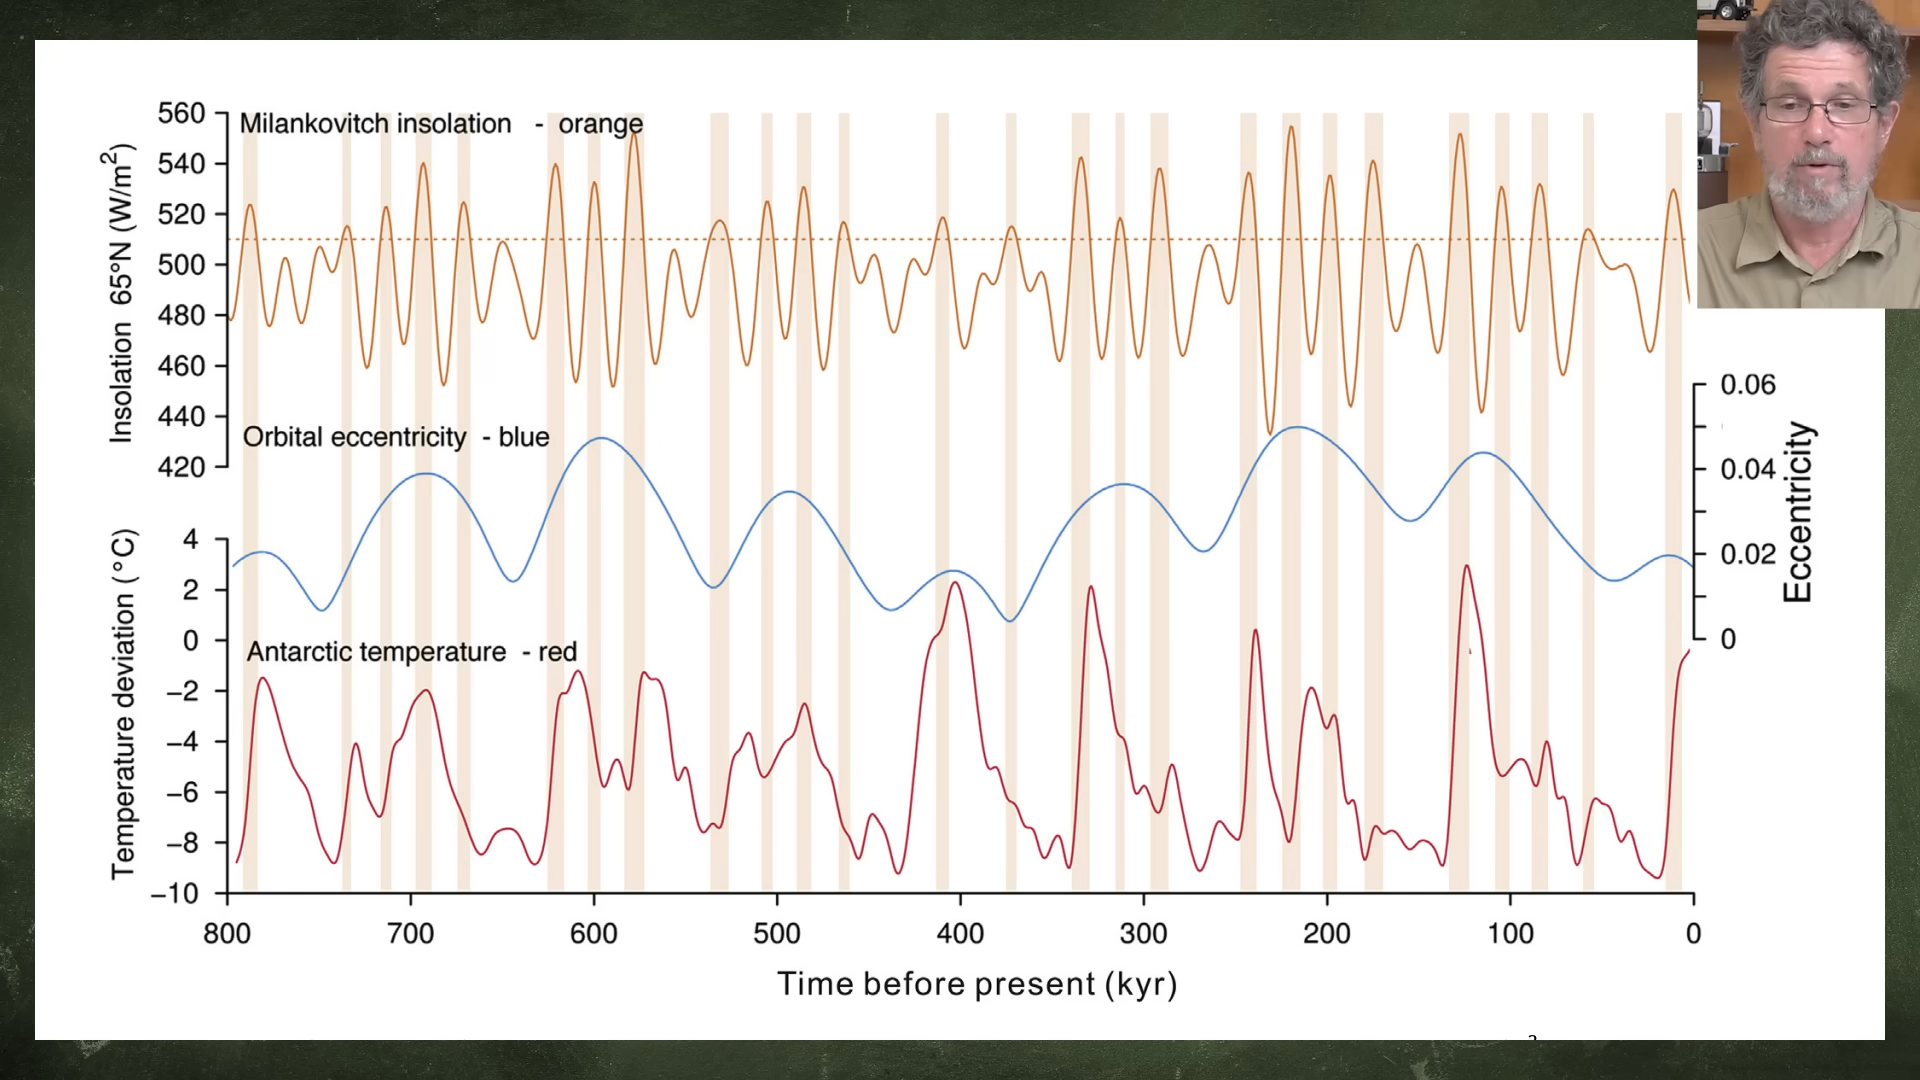 560
540
520
500
480
460
440
420
Insolation 65°N (W/m²)
Milankovitch insolation - orange
Orbital eccentricity - blue
0.06
0.04
0.02
0
Eccentricity
4
2
0
−2
−4
−6
−8
−10
Temperature deviation (°C)
Antarctic temperature - red
800 700 600 500 400 300 200 100 0
Time before present (kyr)